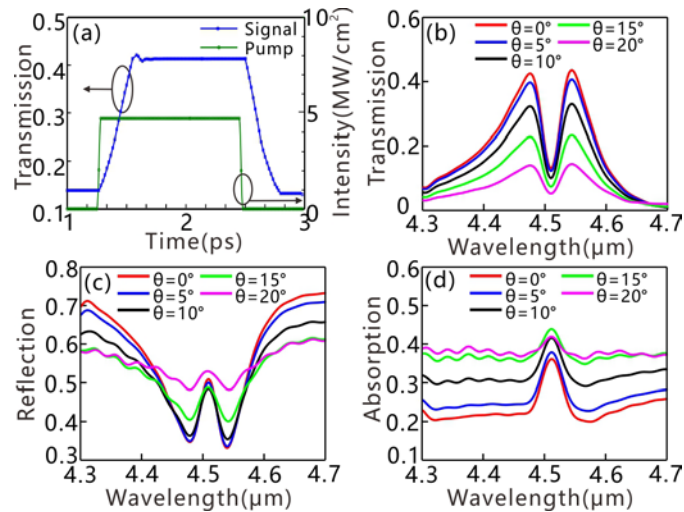 (a)
Signal
Pump
Transmission
0.5
0.4
0.3
0.2
0.1
10
5
0
Intensity(MW/cm²)
1
2
3
Time(ps)
(b)
θ=0° θ=15°
θ=5° θ=20°
θ=10°
Transmission
0.6
0.4
0.2
0
4.3 4.4 4.5 4.6 4.7
Wavelength(μm)
(c)
θ=0° θ=15°
θ=5° θ=20°
θ=10°
Reflection
0.8
0.7
0.6
0.5
0.4
0.3
4.3 4.4 4.5 4.6 4.7
Wavelength(μm)
(d)
θ=0° θ=15°
θ=5° θ=20°
θ=10°
Absorption
0.6
0.5
0.4
0.3
0.2
0.1
4.3 4.4 4.5 4.6 4.7
Wavelength(μm)